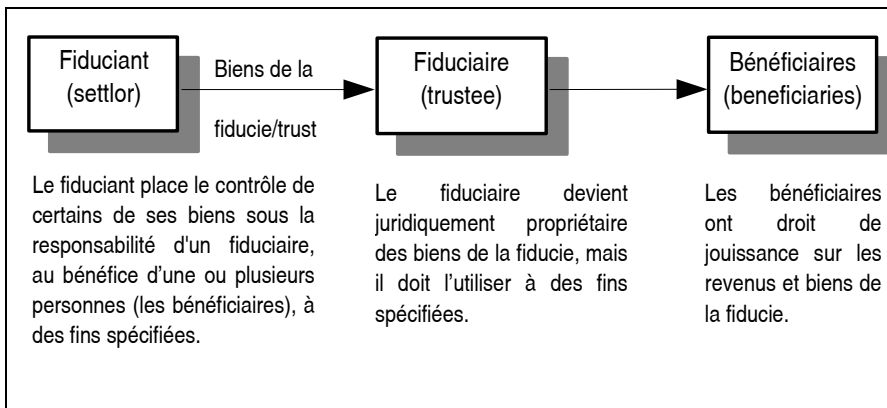 Fiduciant
(settlor)
Biens de la
fiducie/trust
Fiduciaire
(trustee)
Bénéficiaires
(beneficiaries)
Le fiduciant place le contrôle de
certains de ses biens sous la
responsabilité d'un fiduciaire,
au bénéfice d’une ou plusieurs
personnes (les bénéficiaires), à
des fins spécifiées.
Le fiduciaire devient
juridiquement propriétaire
des biens de la fiducie, mais
il doit l’utiliser à des fins
spécifiées.
Les bénéficiaires
ont droit de
jouissance sur les
revenus et biens de
la fiducie.